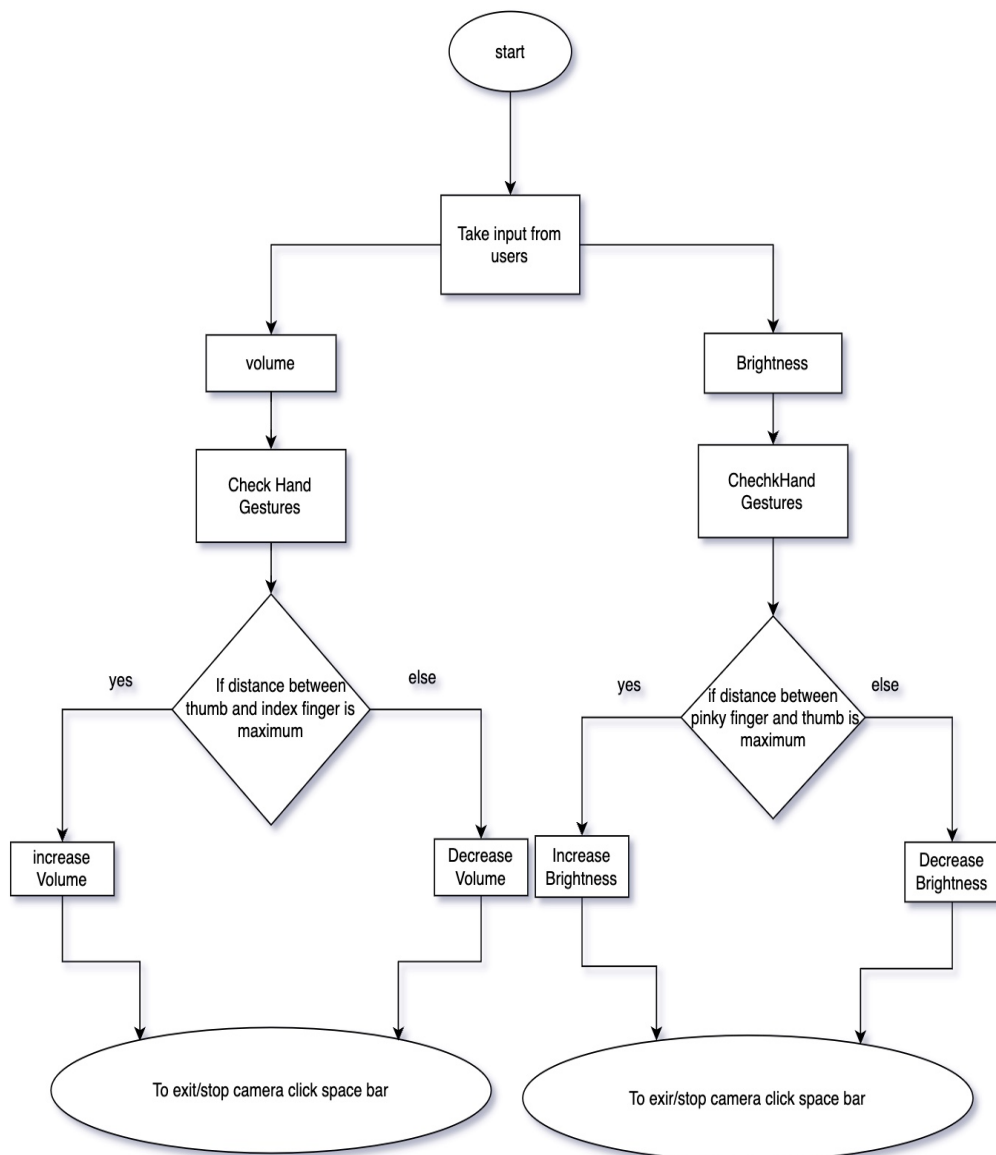 start
Take input from
users
volume
Brightness
Check Hand
Gestures
ChechkHand
Gestures
yes
else
If distance between
thumb and index finger is
maximum
yes
else
if distance between
pinky finger and thumb is
maximum
increase
Volume
Decrease
Volume
Increase
Brightness
Decrease
Brightness
To exit/stop camera click space bar
To exir/stop camera click space bar